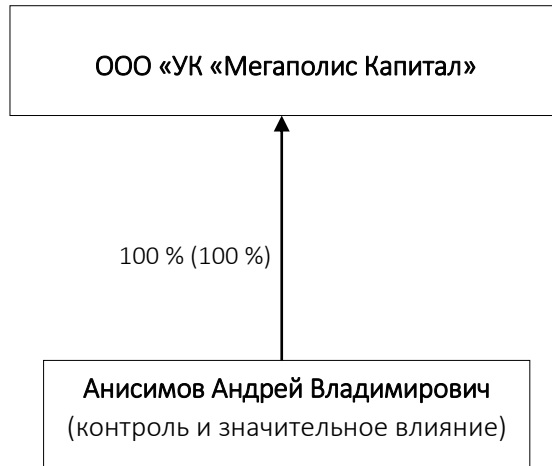 ООО «УК «Мегаполис Капитал»
100 % (100 %)
Анисимов Андрей Владимирович
(контроль и значительное влияние)